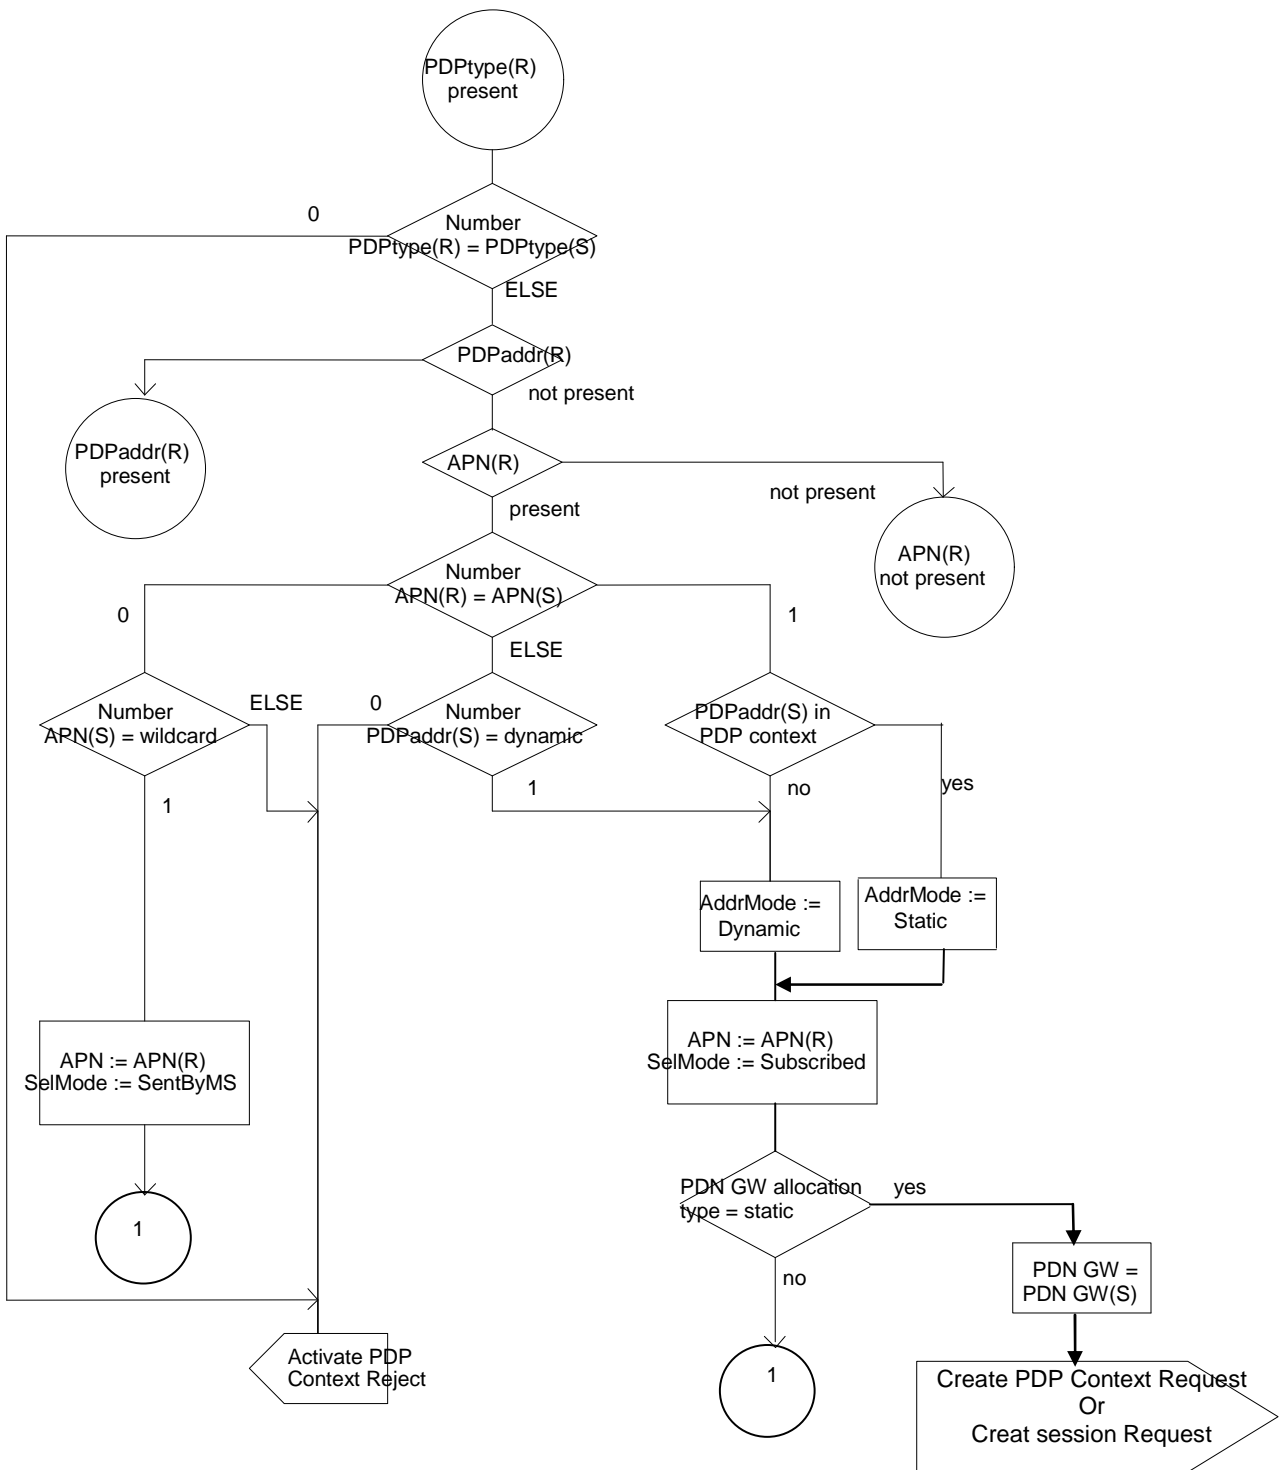 PDPtype(R)
present
0
Number
PDPtype(R) = PDPtype(S)
ELSE
PDPaddr(R)
not present
PDPaddr(R)
present
APN(R)
not present
present
APN(R)
not present
Number
APN(R) = APN(S)
0
1
ELSE
Number
APN(S) = wildcard
ELSE
0
Number
PDPaddr(S) = dynamic
PDPaddr(S) in
PDP context
1
1
no
yes
AddrMode :=
Dynamic
AddrMode :=
Static
APN := APN(R)
SelMode := SentByMS
APN := APN(R)
SelMode := Subscribed
1
PDN GW allocation
type = static
yes
no
PDN GW =
PDN GW(S)
Activate PDP
Context Reject
1
Create PDP Context Request
Or
Creat session Request